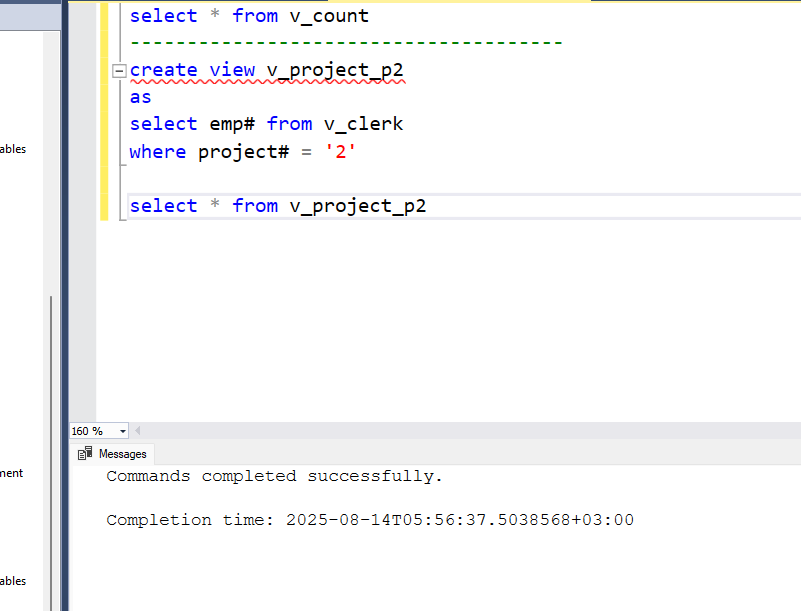 select * from v_count
--------------------------------------
create view v_project_p2
as
select emp# from v_clerk
where project# = '2'
select * from v_project_p2
ables
ment
ables
160 %
Messages
Commands completed successfully.
Completion time: 2025-08-14T05:56:37.5038568+03:00